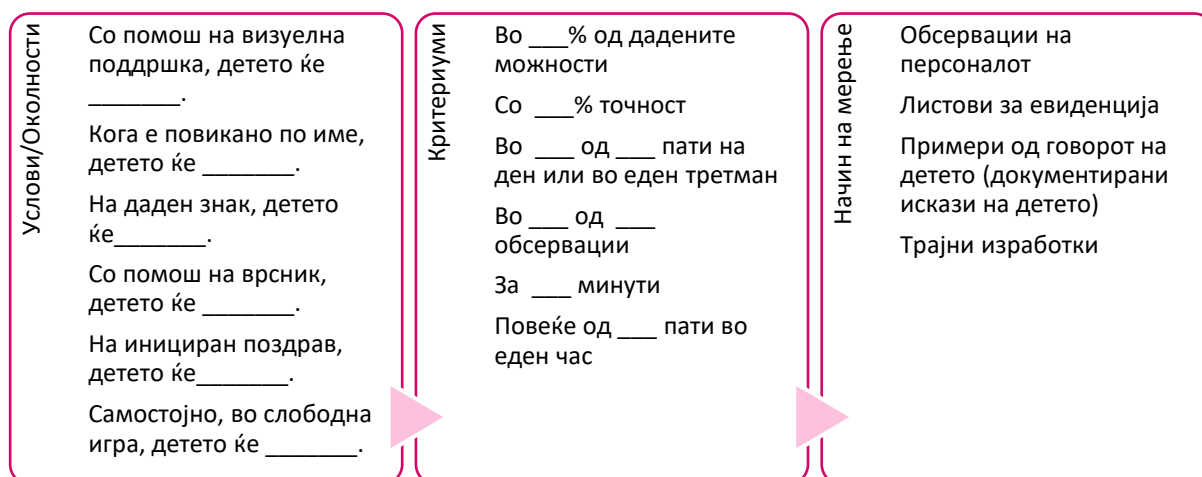 Услови/Околности
Со помош на визуелна
поддршка, детето ќе
_______.
Кога е повикано по име,
детето ќе _______.
На даден знак, детето
ќе_______.
Со помош на врсник,
детето ќе _______.
На инициран поздрав,
детето ќе_______.
Самостојно, во слободна
игра, детето ќе _______.
Критериуми
Во ___% од дадените
можности
Со ___% точност
Во ___ од ___ пати на
ден или во еден третман
Во ___ од ___
обсервации
За ___ минути
Повеќе од ___ пати во
еден час
Начин на мерење
Обсервации на
персоналот
Листови за евиденција
Примери од говорот на
детето (документирани
искази на детето)
Трајни изработки